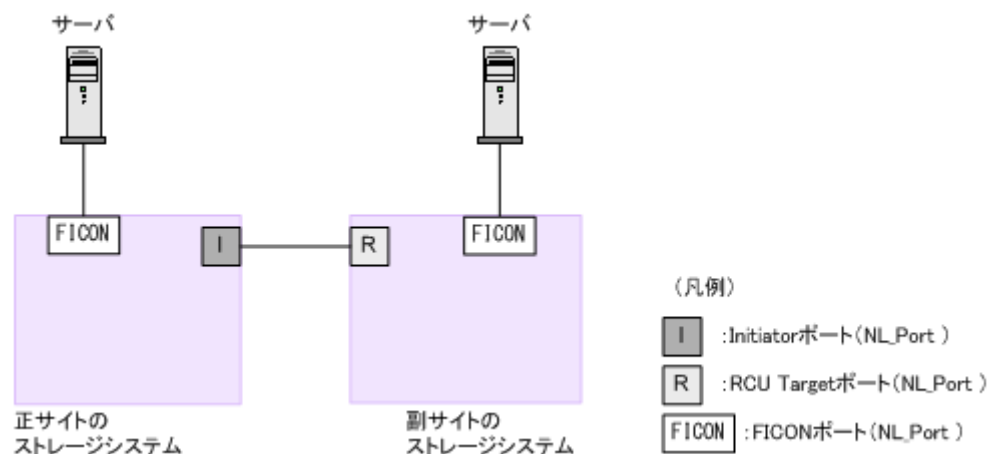 サーバ
サーバ
FICON
I
R
FICON
正サイトの
ストレージシステム
副サイトの
ストレージシステム
(凡例)
I :Initiatorポート(NL_Port )
R :RCU Targetポート(NL_Port )
FICON :FICONポート(NL_Port )